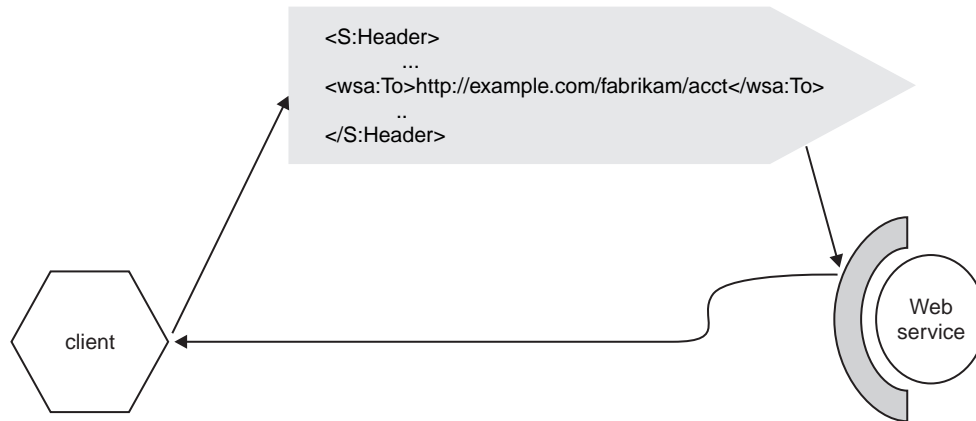 <S:Header>
...
<wsa:To>http://example.com/fabrikam/acct</wsa:To>
..
</S:Header>
client
Web
service